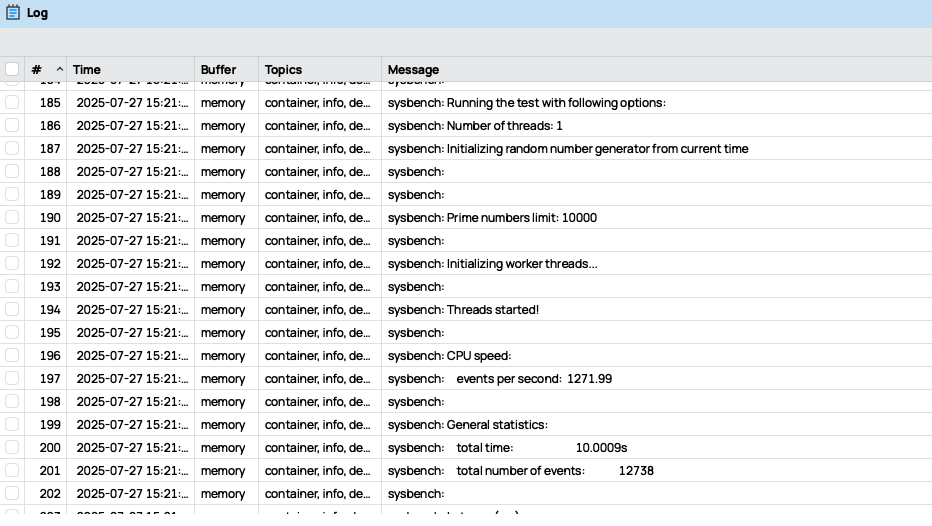 Log
# Time Buffer Topics Message
185 2025-07-27 15:21:... memory container, info, de... sysbench: Running the test with following options:
186 2025-07-27 15:21:... memory container, info, de... sysbench: Number of threads: 1
187 2025-07-27 15:21:... memory container, info, de... sysbench: Initializing random number generator from current time
188 2025-07-27 15:21:... memory container, info, de... sysbench:
189 2025-07-27 15:21:... memory container, info, de... sysbench:
190 2025-07-27 15:21:... memory container, info, de... sysbench: Prime numbers limit: 10000
191 2025-07-27 15:21:... memory container, info, de... sysbench:
192 2025-07-27 15:21:... memory container, info, de... sysbench: Initializing worker threads...
193 2025-07-27 15:21:... memory container, info, de... sysbench:
194 2025-07-27 15:21:... memory container, info, de... sysbench: Threads started!
195 2025-07-27 15:21:... memory container, info, de... sysbench:
196 2025-07-27 15:21:... memory container, info, de... sysbench: CPU speed:
197 2025-07-27 15:21:... memory container, info, de... sysbench: events per second: 1271.99
198 2025-07-27 15:21:... memory container, info, de... sysbench:
199 2025-07-27 15:21:... memory container, info, de... sysbench: General statistics:
200 2025-07-27 15:21:... memory container, info, de... sysbench: total time: 10.0009s
201 2025-07-27 15:21:... memory container, info, de... sysbench: total number of events: 12738
202 2025-07-27 15:21:... memory container, info, de... sysbench: